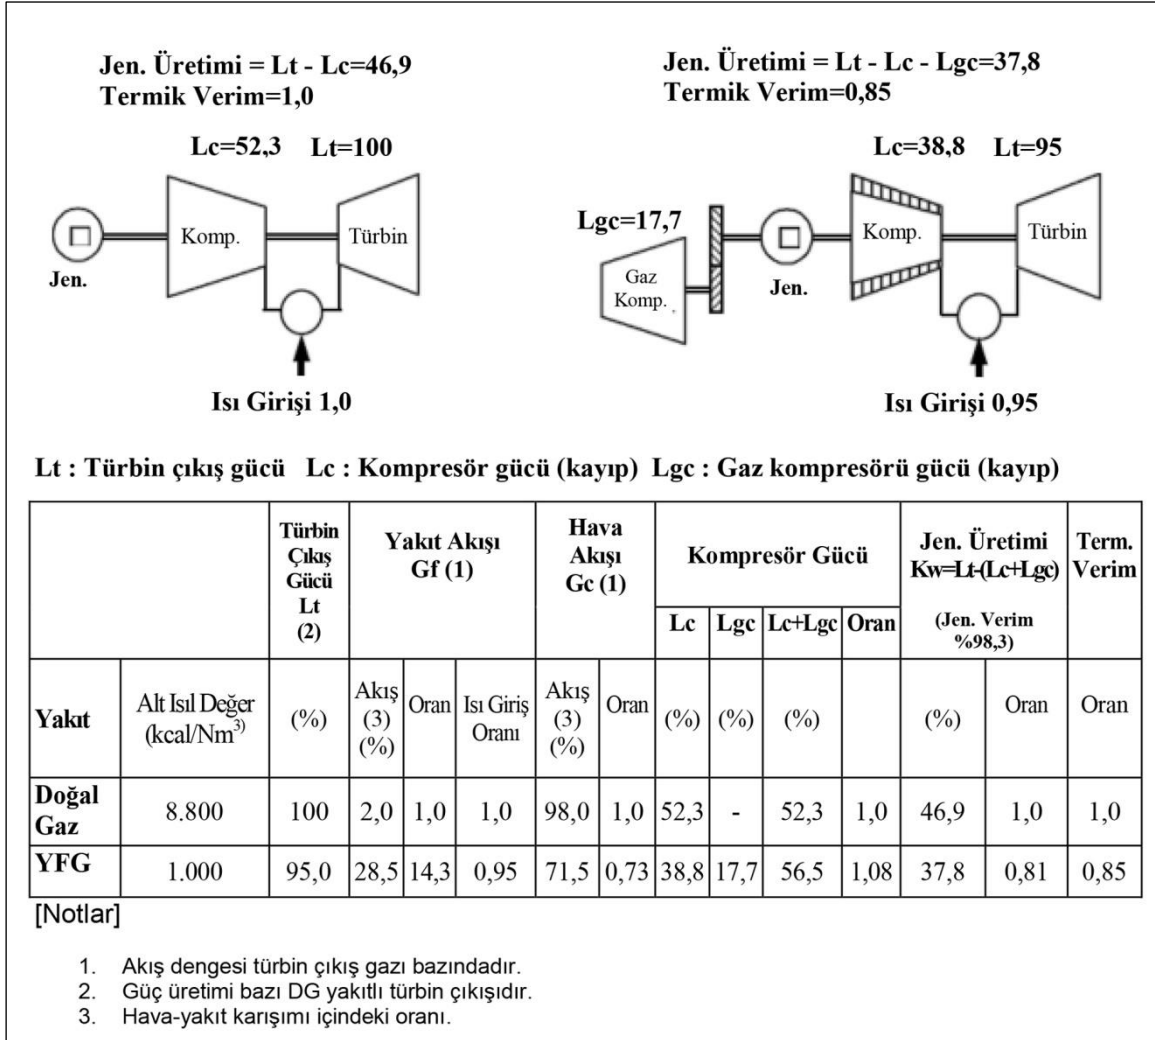 Jen. Üretimi = Lt - Lc=46,9
Termik Verim=1,0
Lc=52,3 Lt=100
Komp.
Türbin
Jen.
Isı Girişi 1,0
Jen. Üretimi = Lt - Lc - Lgc=37,8
Termik Verim=0,85
Lc=38,8 Lt=95
Lgc=17,7
Gaz
Komp.
Jen.
Komp.
Türbin
Isı Girişi 0,95
Lt : Türbin çıkış gücü Lc : Kompresör gücü (kayıp) Lgc : Gaz kompresörü gücü (kayıp)
Türbin
Çıkış
Gücü
Lt
(2)
Yakıt Akışı
Gf (1)
Hava
Akışı
Gc (1)
Kompresör Gücü
Jen. Üretimi
Kw=Lt-(Lc+Lgc)
(Jen. Verim
%98,3)
Term.
Verim
Lc Lgc Lc+Lgc Oran
Yakıt
Alt Isıl Değer
(kcal/Nm³)
(%)
Akış
(3)
(%)
Oran
Isı Giriş
Oranı
Akış
(3)
(%)
Oran
(%) (%) (%)
(%)
Oran
Oran
Doğal
Gaz
8.800 100 2,0 1,0 1,0 98,0 1,0 52,3 - 52,3 1,0 46,9 1,0 1,0
YFG 1.000 95,0 28,5 14,3 0,95 71,5 0,73 38,8 17,7 56,5 1,08 37,8 0,81 0,85
[Notlar]
1. Akış dengesi türbin çıkış gazı bazındadır.
2. Güç üretimi bazı DG yakıtlı türbin çıkışıdır.
3. Hava-yakıt karışımı içindeki oranı.